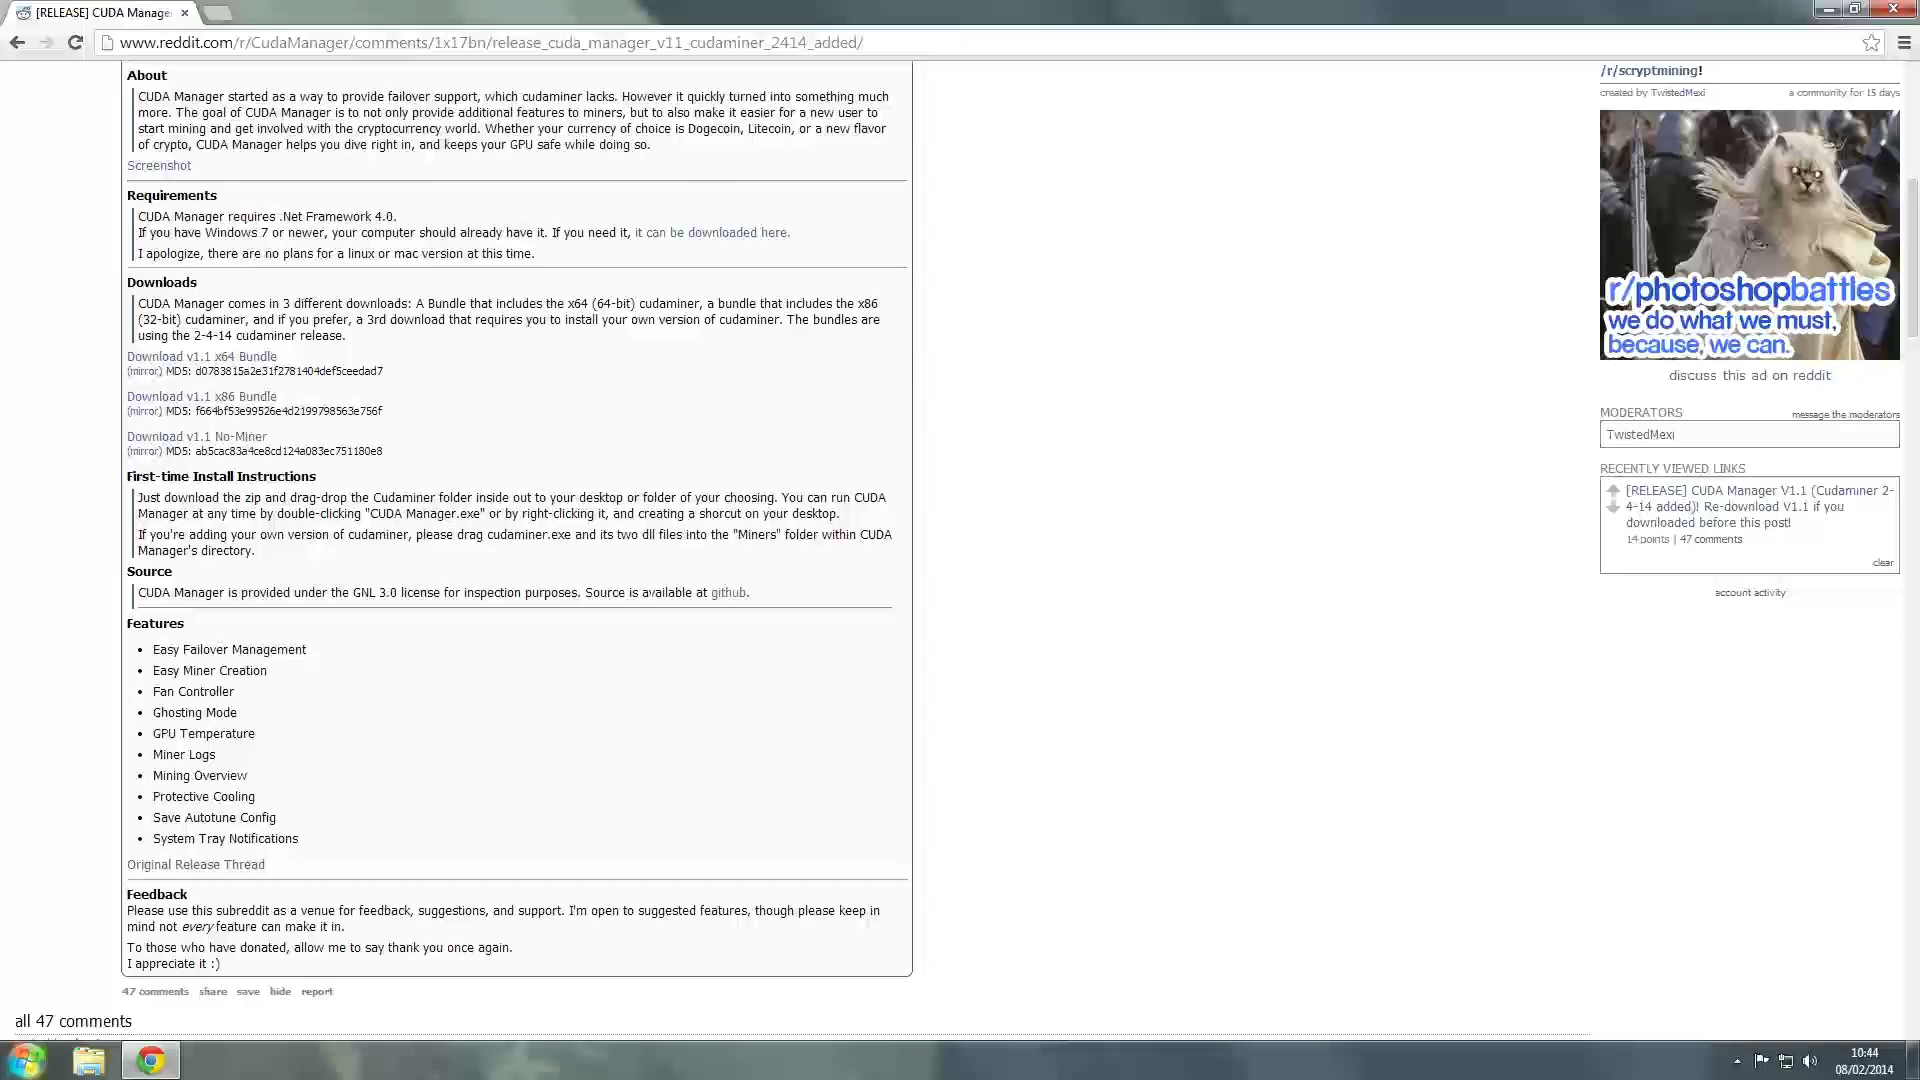 [RELEASE] CUDA Manage
www.reddit.com/r/CudaManager/comments/1x17bn/release_cuda_manager_v11_cudaminer_2414_added/
About
CUDA Manager started as a way to provide failover support, which cudaminer lacks. However it quickly turned into something much
more. The goal of CUDA Manager is to not only provide additional features to miners, but to also make it easier for a new user to
start mining and get involved with the cryptocurrency world. Whether your currency of choice is Dogecoin, Litecoin, or a new flavor
of crypto, CUDA Manager helps you dive right in, and keeps your GPU safe while doing so.
Screenshot
Requirements
CUDA Manager requires .Net Framework 4.0.
If you have Windows 7 or newer, your computer should already have it. If you need it, it can be downloaded here.
I apologize, there are no plans for a linux or mac version at this time.
Downloads
CUDA Manager comes in 3 different downloads: A Bundle that includes the x64 (64-bit) cudaminer, a bundle that includes the x86
(32-bit) cudaminer, and if you prefer, a 3rd download that requires you to install your own version of cudaminer. The bundles are
using the 2-4-14 cudaminer release.
Download v1.1 x64 Bundle
(mirror) MD5: d0783815a2e31f2781404def5ceedad7
Download v1.1 x86 Bundle
(mirror) MD5: f664bf53e99526e4d2199798563e756f
Download v1.1 No-Miner
(mirror) MD5: ab5cac83a4ce8cd124a083ec751180e8
First-time Install Instructions
Just download the zip and drag-drop the Cudaminer folder inside out to your desktop or folder of your choosing. You can run CUDA
Manager at any time by double-clicking "CUDA Manager.exe" or by right-clicking it, and creating a shorcut on your desktop.
If you're adding your own version of cudaminer, please drag cudaminer.exe and its two dll files into the "Miners" folder within CUDA
Manager's directory.
Source
CUDA Manager is provided under the GNL 3.0 license for inspection purposes. Source is available at github.
Features
• Easy Failover Management
• Easy Miner Creation
• Fan Controller
• Ghosting Mode
• GPU Temperature
• Miner Logs
• Mining Overview
• Protective Cooling
• Save Autotune Config
• System Tray Notifications
Original Release Thread
Feedback
Please use this subreddit as a venue for feedback, suggestions, and support. I'm open to suggested features, though please keep in
mind not every feature can make it in.
To those who have donated, allow me to say thank you once again.
I appreciate it :)
47 comments share save hide report
all 47 comments
/r/scryptmining!
created by TwistedMexi a community for 15 days
r/photoshopbattles
we do what we must,
because, we can.
discuss this ad on reddit
MODERATORS message the moderators
TwistedMexi
RECENTLY VIEWED LINKS
[RELEASE] CUDA Manager V1.1 (Cudaminer 2-
4-14 added)! Re-download V1.1 if you
downloaded before this post!
14 points | 47 comments
clear
account activity
10:44
08/02/2014